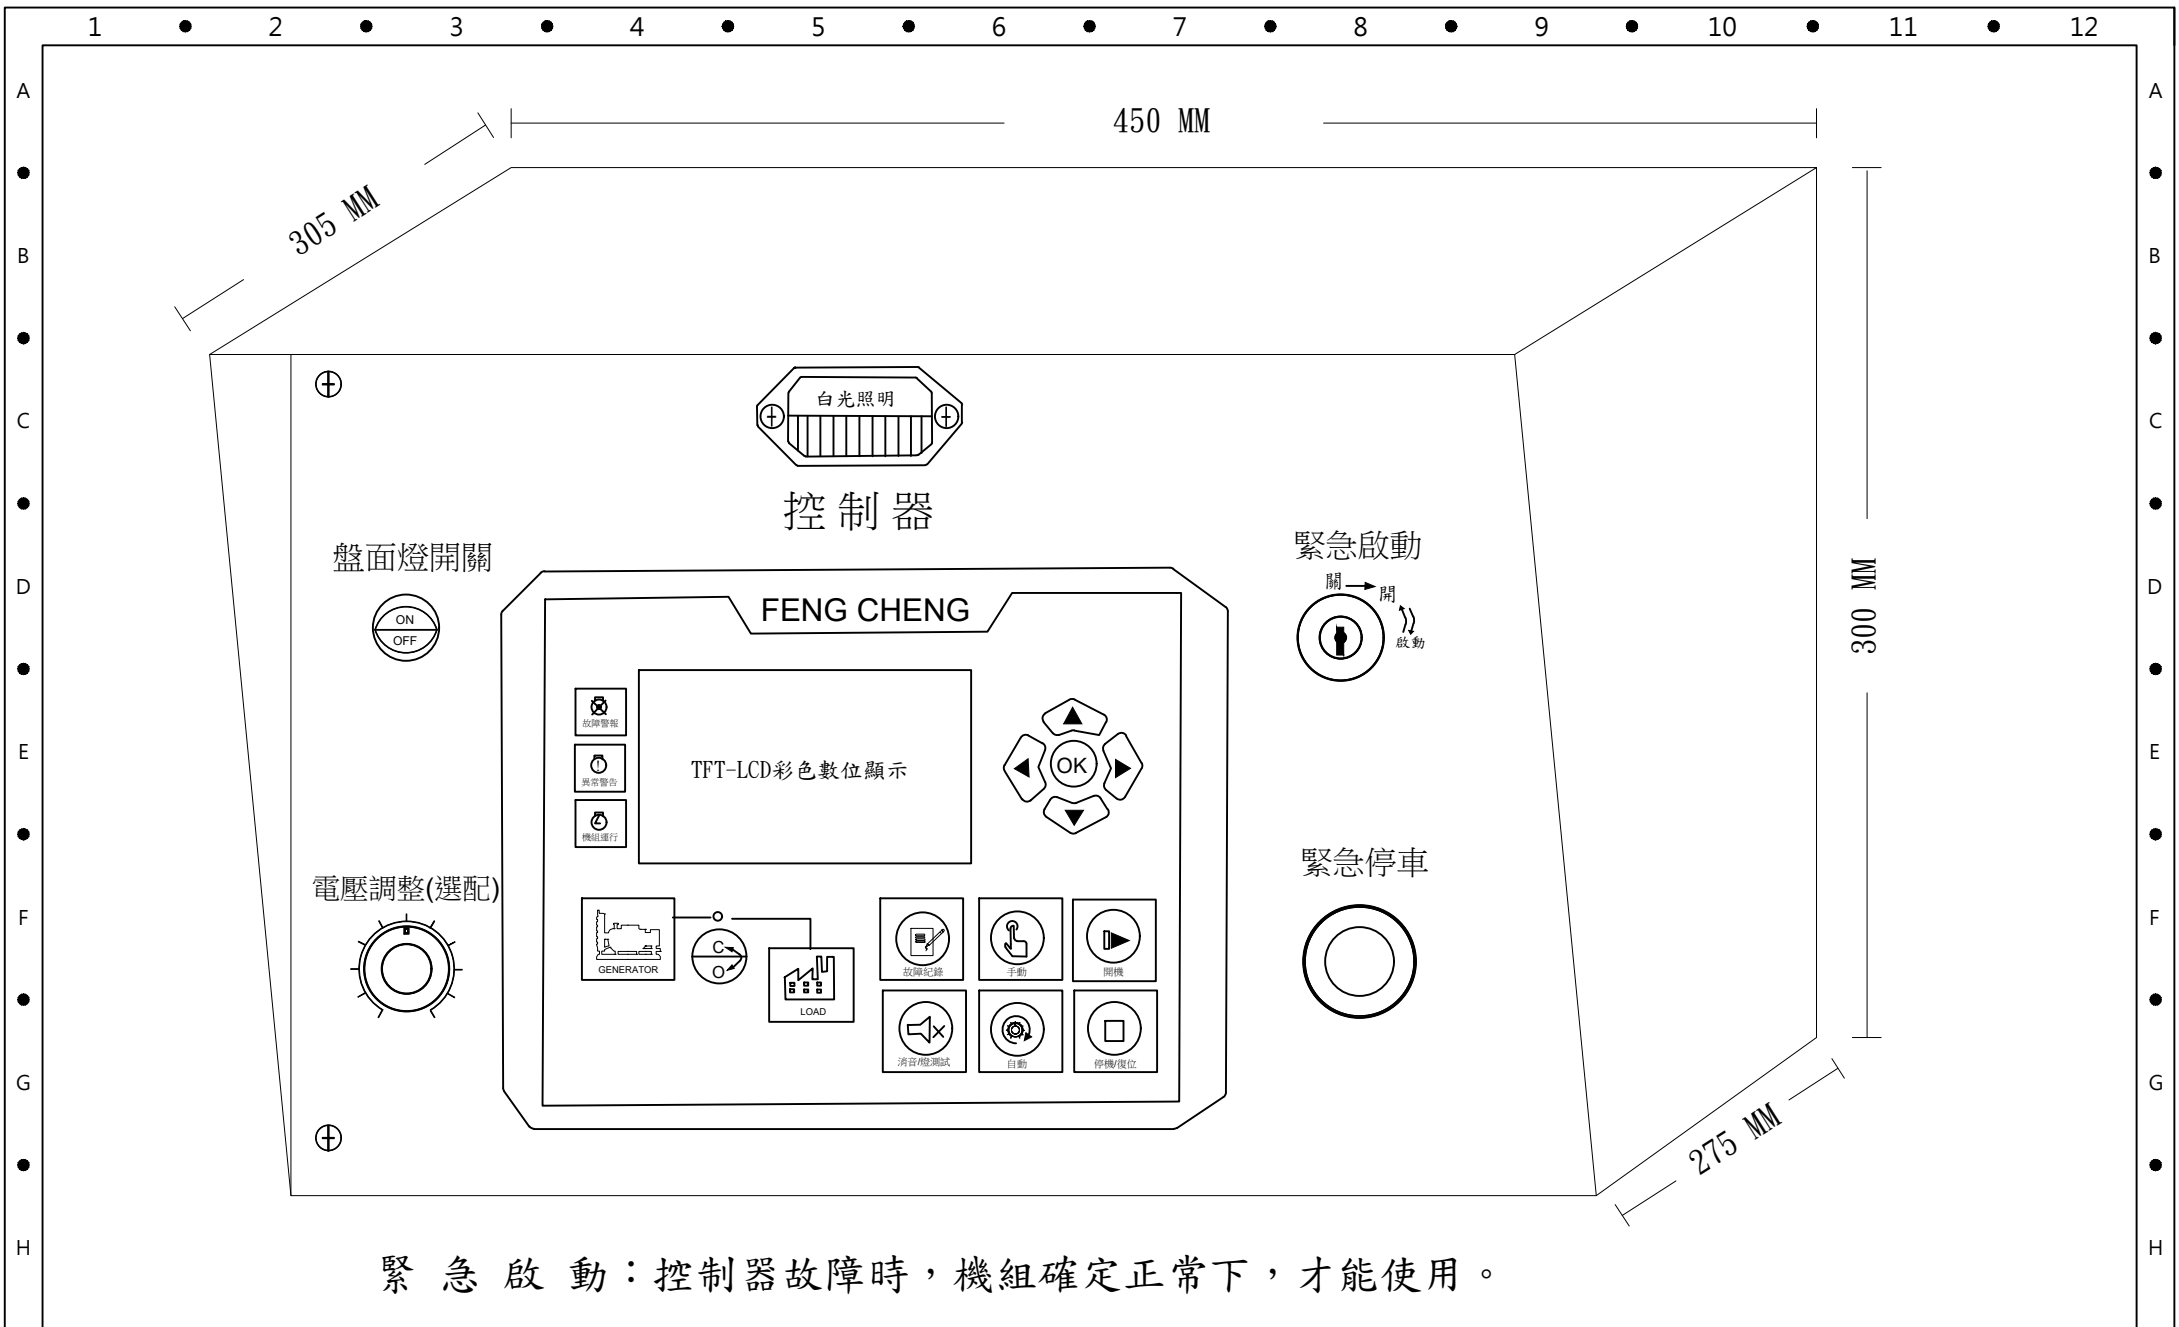 1 2 3 4 5 6 7 8 9 10 11 12
A A
450 MM
305 MM
B B
白光照明
C C
控制器
盤面燈開關
緊急啟動
關 開
啟動
D D
300 MM
ON
OFF
FENG CHENG
故障警報
異常警告
機組運行
TFT-LCD彩色數位顯示
OK
E E
電壓調整(選配)
緊急停車
F F
GENERATOR
C
O
LOAD
故障紀錄
手動
開機
消音/燈測試
自動
停機/復位
G G
275 MM
H H
緊 急 啟 動：控制器故障時，機組確定正常下，才能使用。